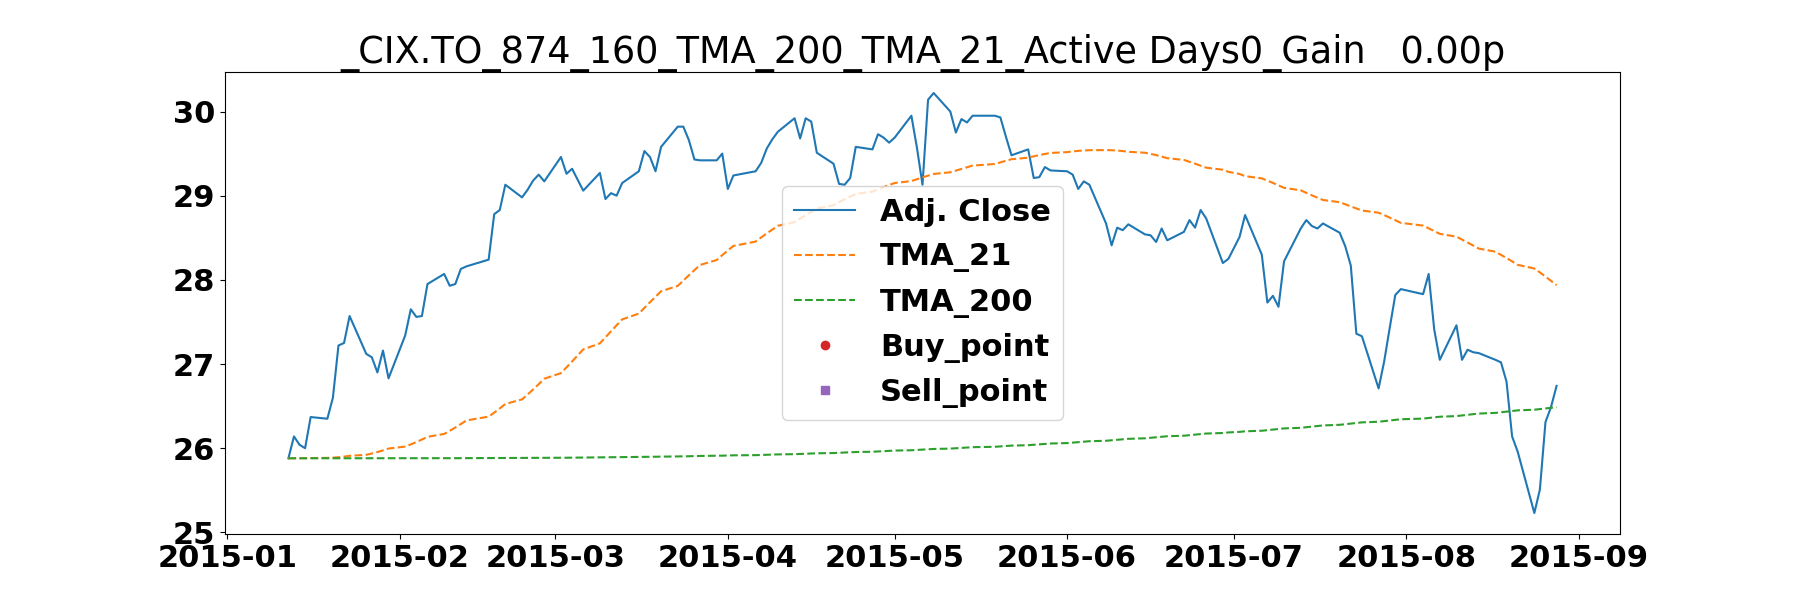 _CIX.TO_874_160_TMA_200_TMA_21_Active Days0_Gain   0.00p
30
29
28
27
26
25
Adj. Close
TMA_21
TMA_200
Buy_point
Sell_point
2015-01 2015-02 2015-03 2015-04 2015-05 2015-06 2015-07 2015-08 2015-09